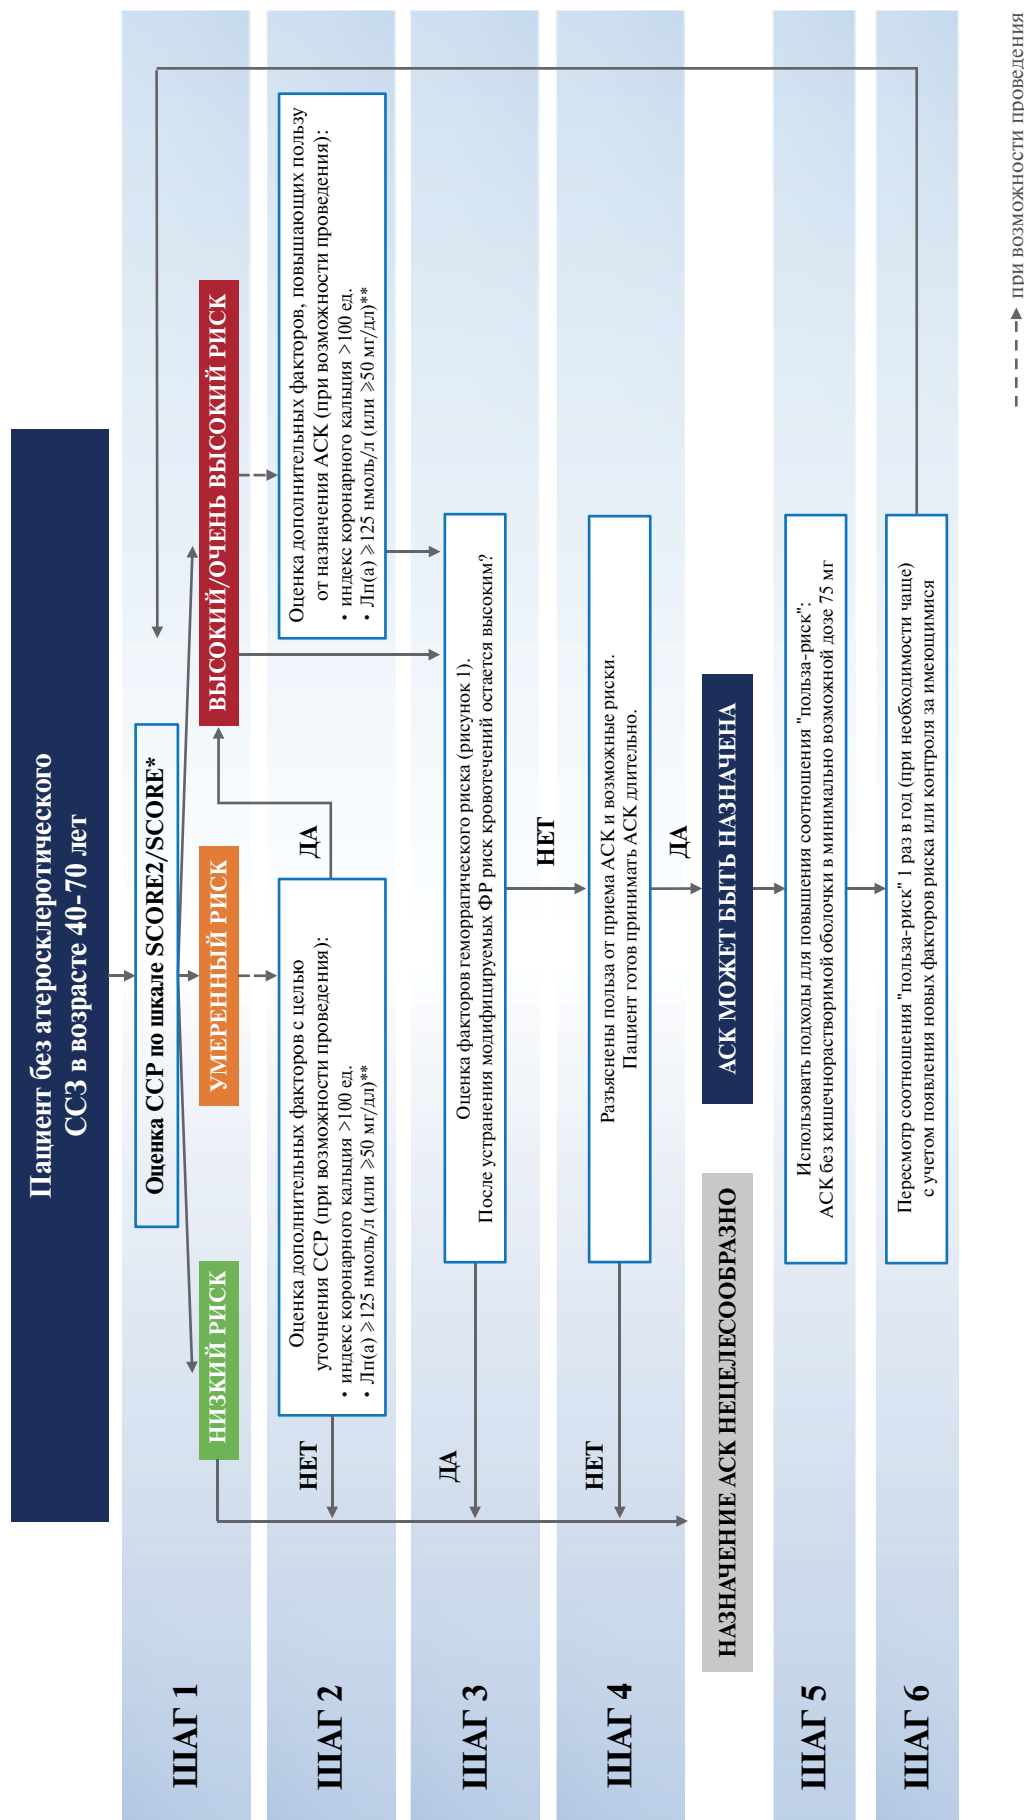 Пациент без атеросклеротического
ССЗ в возрасте 40-70 лет
ШАГ 1
Оценка ССР по шкале SCORE2/SCORE*
НИЗКИЙ РИСК
УМЕРЕННЫЙ РИСК
ВЫСОКИЙ/ОЧЕНЬ ВЫСОКИЙ РИСК
ШАГ 2
НЕТ
Оценка дополнительных факторов с целью
уточнения ССР (при возможности проведения):
• индекс коронарного кальция >100 ед.
• Лп(а) ⩾125 нмоль/л (или ⩾50 мг/дл)**
ДА
Оценка дополнительных факторов, повышающих пользу
от назначения АСК (при возможности проведения):
• индекс коронарного кальция >100 ед.
• Лп(а) ⩾125 нмоль/л (или ⩾50 мг/дл)**
ШАГ 3
ДА
Оценка факторов геморратического риска (рисунок 1).
После устранения модифицируемых ФР риск кровотечений остается высоким?
НЕТ
ШАГ 4
НЕТ
Разъяснены польза от приема АСК и возможные риски.
Пациент готов принимать АСК длительно.
ДА
НАЗНАЧЕНИЕ АСК НЕЦЕЛЕСООБРАЗНО
АСК МОЖЕТ БЫТЬ НАЗНАЧЕНА
ШАГ 5
Использовать подходы для повышения соотношения "польза-риск":
АСК без кишечнорастворимой оболочки в минимально возможной дозе 75 мг
ШАГ 6
Пересмотр соотношения "польза-риск" 1 раз в год (при необходимости чаще)
с учетом появления новых факторов риска или контроля за имеющимися
при возможности проведения